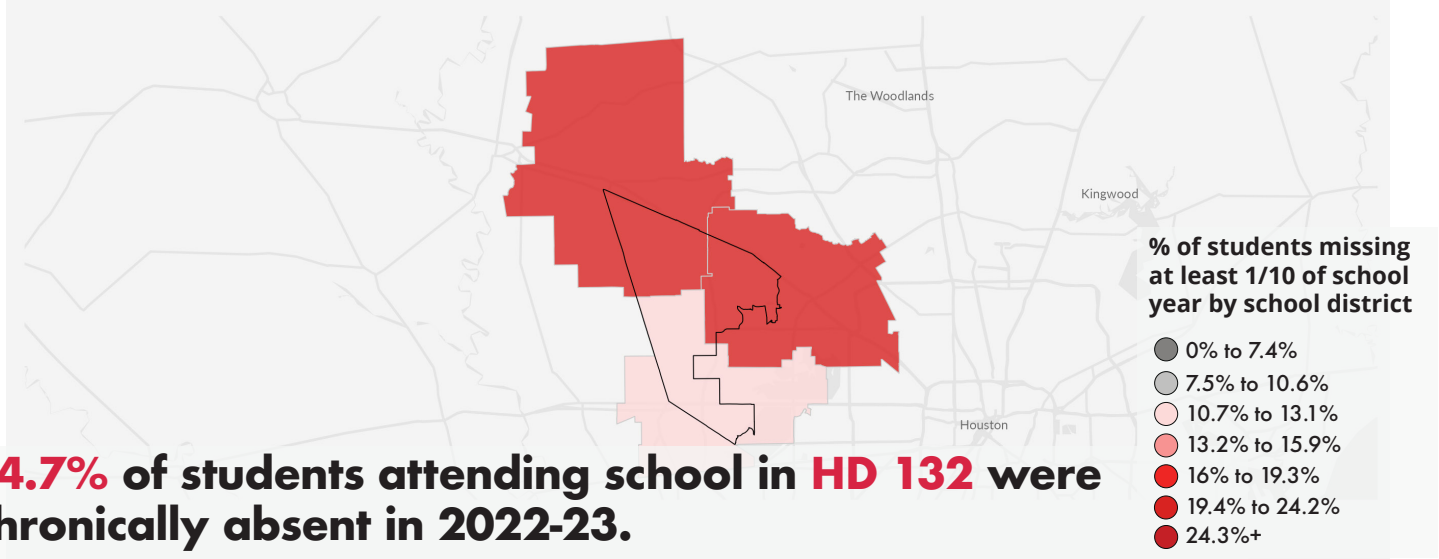 The Woodlands
Kingwood
% of students missing
at least 1/10 of school
year by school district
0% to 7.4%
7.5% to 10.6%
10.7% to 13.1%
13.2% to 15.9%
16% to 19.3%
19.4% to 24.2%
24.3%+
Houston
4.7% of students attending school in HD 132 were
hronically absent in 2022-23.